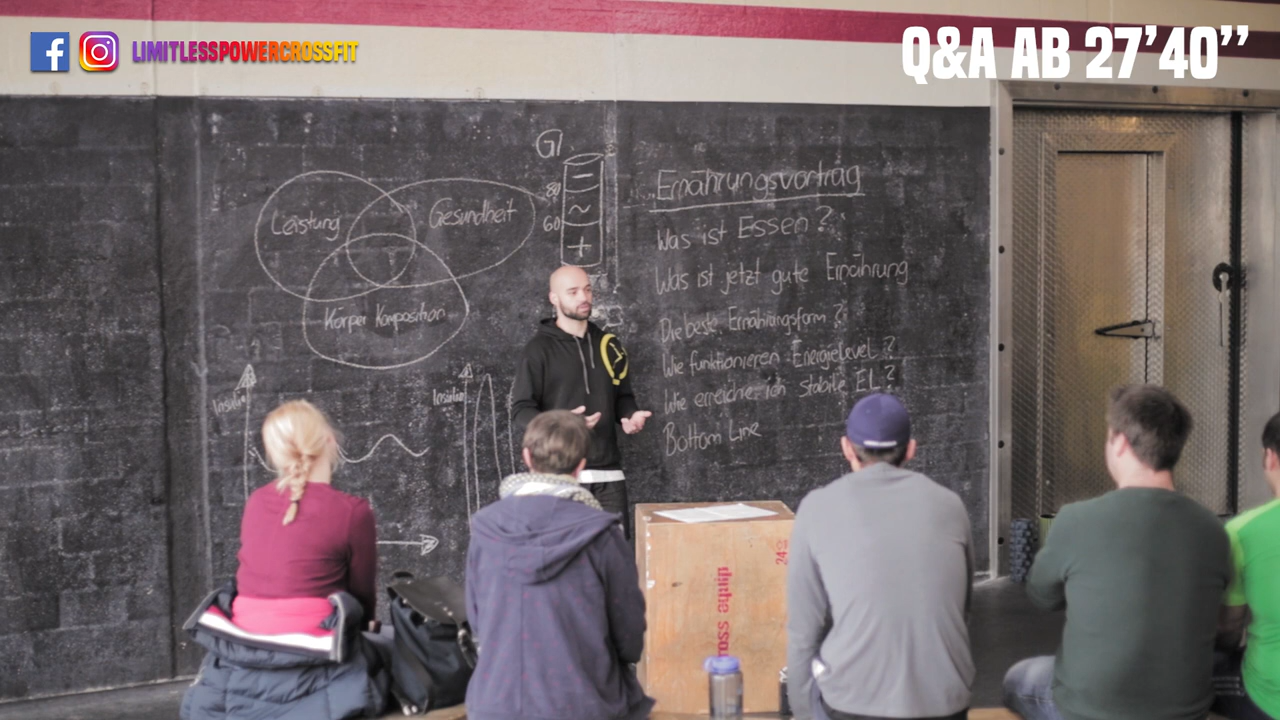 LIMITLESSPOWERCROSSFIT
Q&A AB 27’40’’
GI
80
60
Leistung
Gesundheit
Körper Komposition
Insulin
Insulin
Ernährungsvortrag
Was ist Essen?
Was ist jetzt gute Ernährung
Die beste Ernährungsform?
Wie funktionieren Energielevel?
Wie erreiche ich stabile EL?
Bottom Line
24